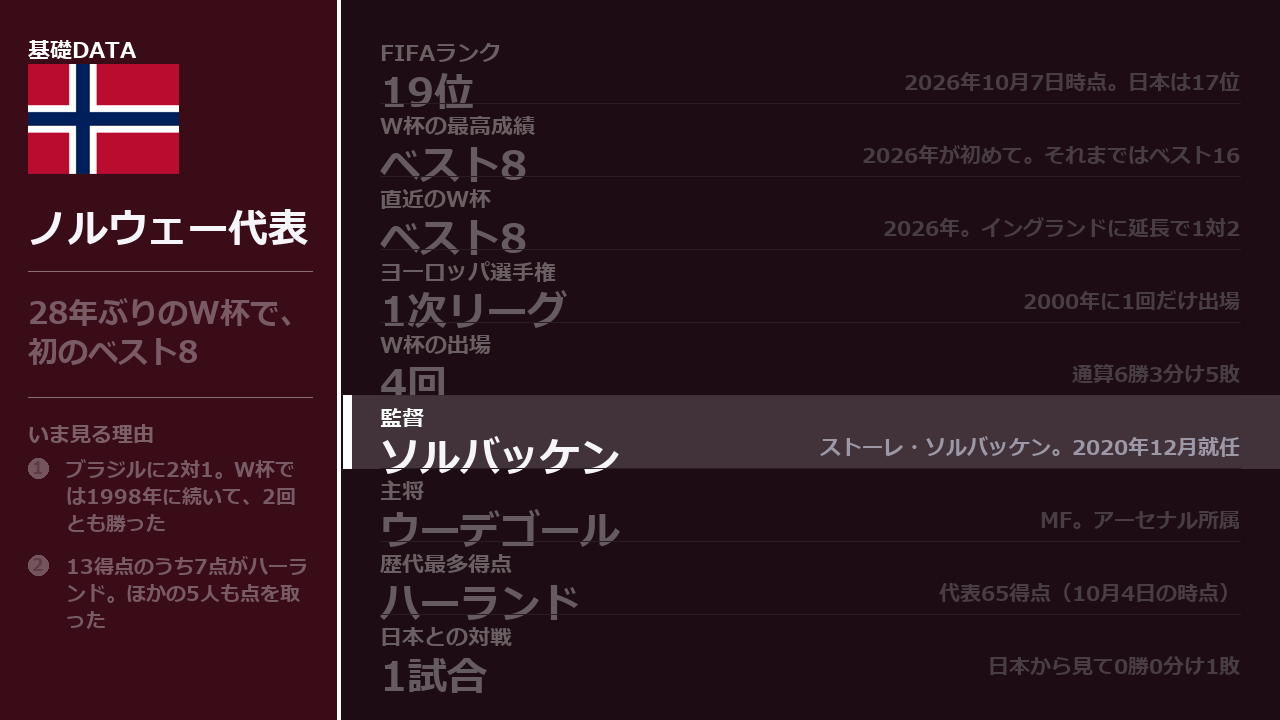 基礎DATA
ノルウェー代表
28年ぶりのW杯で、
初のベスト8
いま見る理由
1 ブラジルに2対1。W杯で
は1998年に続いて、2回
とも勝った
2 13得点のうち7点がハーラ
ンド。ほかの5人も点を取
った
FIFAランク
19位 2026年10月7日時点。日本は17位
W杯の最高成績
ベスト8 2026年が初めて。それまではベスト16
直近のW杯
ベスト8 2026年。イングランドに延長で1対2
ヨーロッパ選手権
1次リーグ 2000年に1回だけ出場
W杯の出場
4回 通算6勝3分け5敗
監督
ソルバッケン ストーレ・ソルバッケン。2020年12月就任
主将
ウーデゴール MF。アーセナル所属
歴代最多得点
ハーランド 代表65得点（10月4日の時点）
日本との対戦
1試合 日本から見て0勝0分け1敗